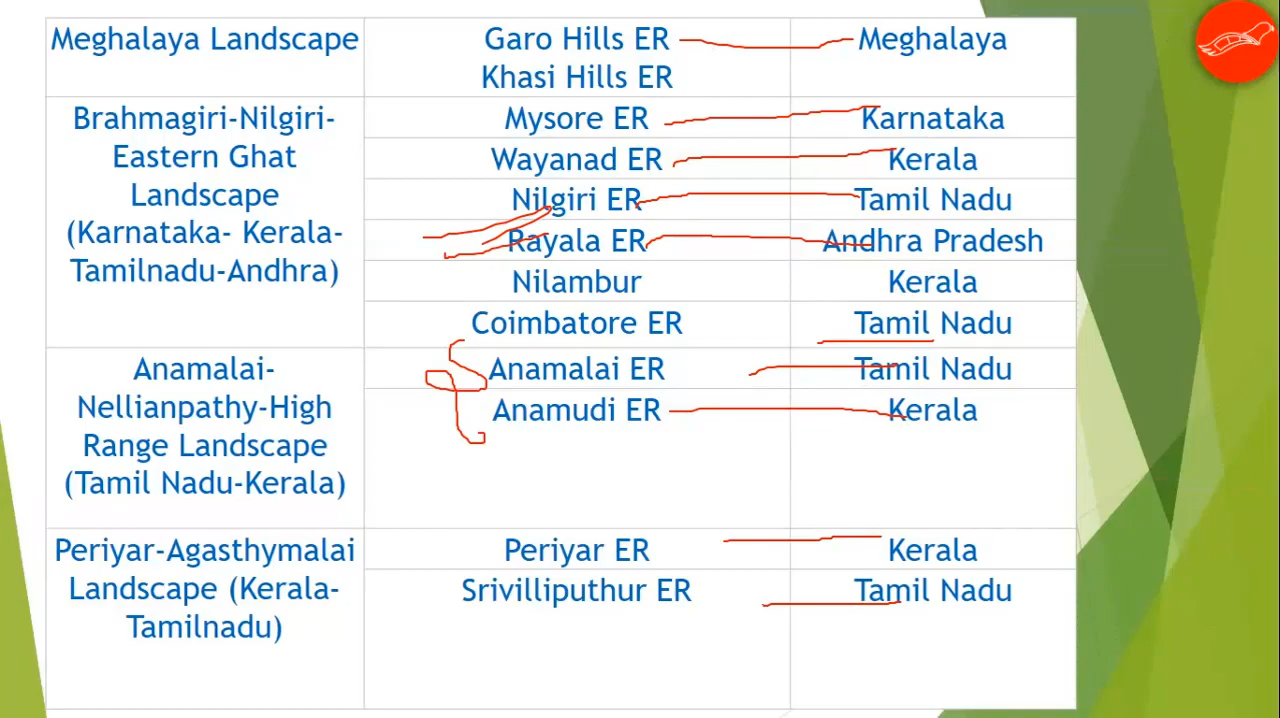 Meghalaya Landscape
Garo Hills ER
Meghalaya
Khasi Hills ER
Brahmagiri-Nilgiri-
Eastern Ghat
Landscape
(Karnataka- Kerala-
Tamilnadu-Andhra)
Mysore ER
Karnataka
Wayanad ER
Kerala
Nilgiri ER
Tamil Nadu
Rayala ER
Andhra Pradesh
Nilambur
Kerala
Coimbatore ER
Tamil Nadu
Anamalai-
Nellianpathy-High
Range Landscape
(Tamil Nadu-Kerala)
Anamalai ER
Tamil Nadu
Anamudi ER
Kerala
Periyar-Agasthymalai
Landscape (Kerala-
Tamilnadu)
Periyar ER
Kerala
Srivilliputhur ER
Tamil Nadu